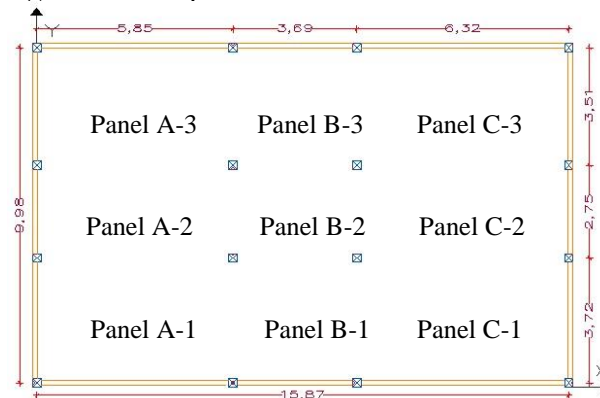 Y
5,85 3,69 6,32
Panel A-3 Panel B-3 Panel C-3
3,51
9,98
Panel A-2 Panel B-2 Panel C-2
2,75
Panel A-1 Panel B-1 Panel C-1
3,72
15,87